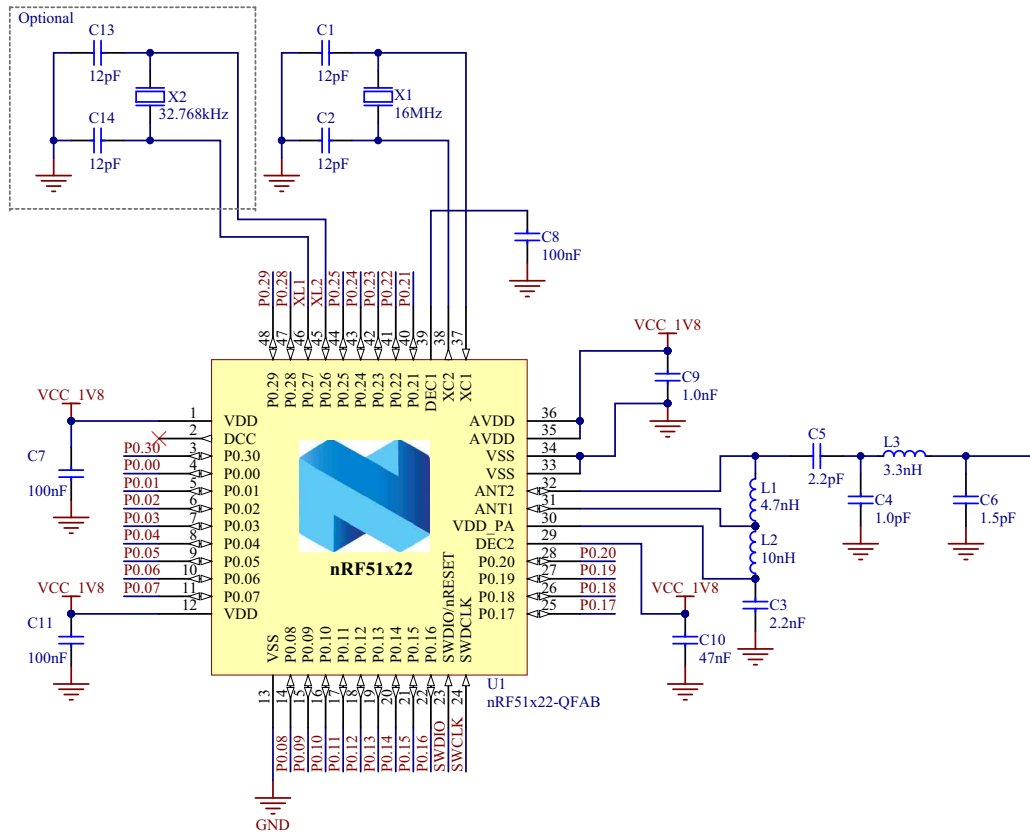 Optional
C13
12pF
X2
32.768kHz
C14
12pF
C1
12pF
X1
16MHz
C2
12pF
C8
100nF
P0.29
P0.28
XL1
XL2
P0.25
P0.24
P0.23
P0.22
P0.21
48
47
46
45
44
43
42
41
40
39
38
37
P0.29
P0.28
P0.27
P0.26
P0.25
P0.24
P0.23
P0.22
P0.21
DEC1
XC2
XC1
VCC_1V8
C7
100nF
VCC_1V8
C11
100nF
1 VDD
2 DCC
P0.30 3 P0.30
P0.00 4 P0.00
P0.01 5 P0.01
P0.02 6 P0.02
P0.03 7 P0.03
P0.04 8 P0.04
P0.05 9 P0.05
P0.06 10 P0.06
P0.07 11 P0.07
12 VDD
nRF51x22
AVDD 36
AVDD 35
VSS 34
VSS 33
ANT2 32
ANT1 31
VDD_PA 30
DEC2 29
P0.20 28 P0.20
P0.19 27 P0.19
P0.18 26 P0.18
P0.17 25 P0.17
VCC_1V8
C9
1.0nF
C5
2.2pF
L3
3.3nH
L1
4.7nH
C4
1.0pF
C6
1.5pF
L2
10nH
C3
2.2nF
VCC_1V8
C10
47nF
VSS
P0.08
P0.09
P0.10
P0.11
P0.12
P0.13
P0.14
P0.15
P0.16
SWDIO/nRESET
SWDCLK
U1
nRF51x22-QFAB
13
14
15
16
17
18
19
20
21
22
23
24
P0.08
P0.09
P0.10
P0.11
P0.12
P0.13
P0.14
P0.15
P0.16
SWDIO
SWCLK
GND